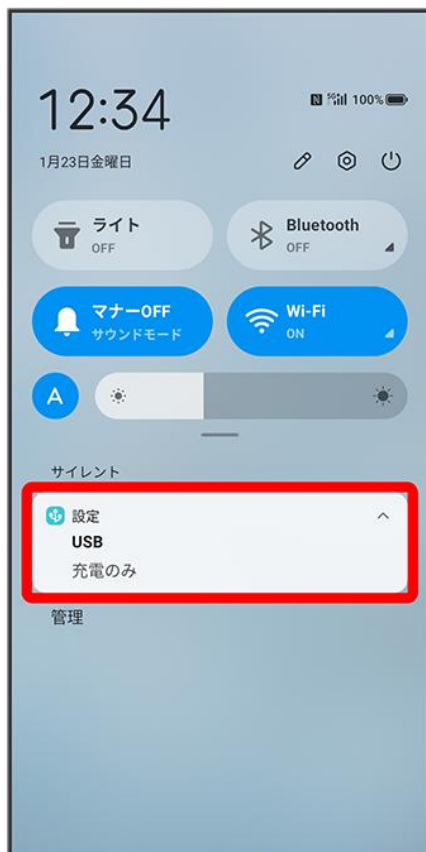 12:34
5G 100%
1月23日金曜日
ライト
OFF
Bluetooth
OFF
マナーOFF
サウンドモード
Wi-Fi
ON
A
サイレント
設定
USB
充電のみ
管理